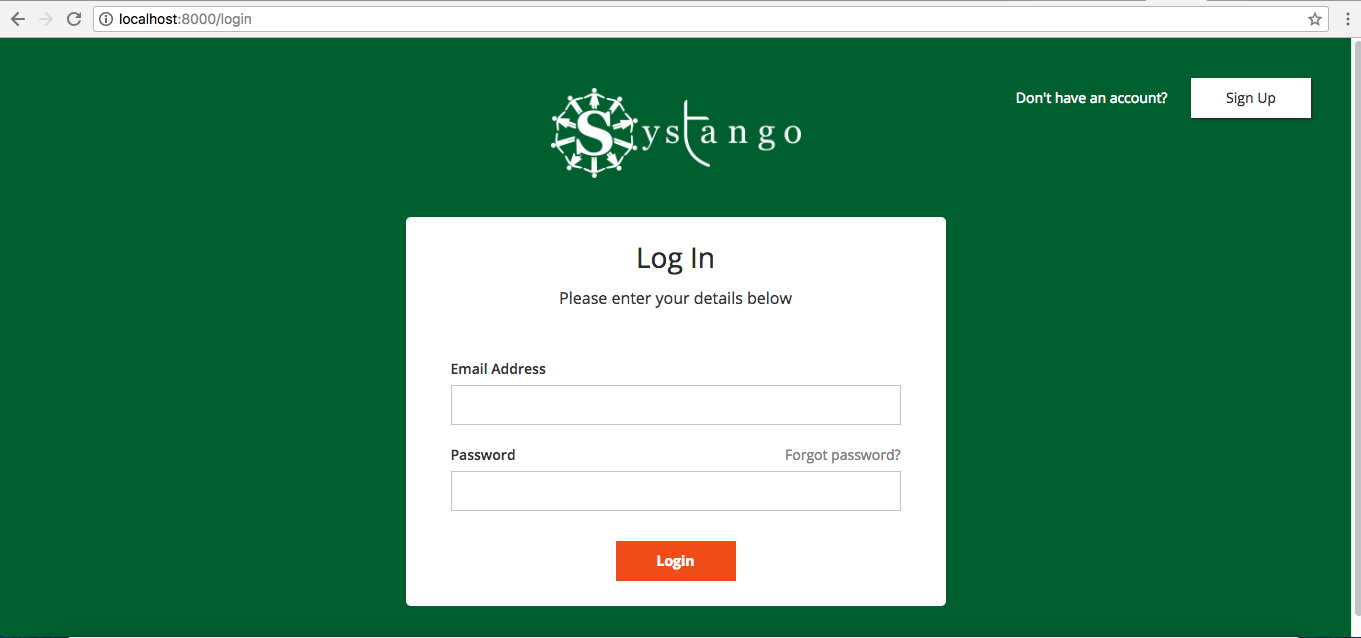 localhost:8000/login
Don't have an account?
Sign Up
Systango
Log In
Please enter your details below
Email Address
Password
Forgot password?
Login